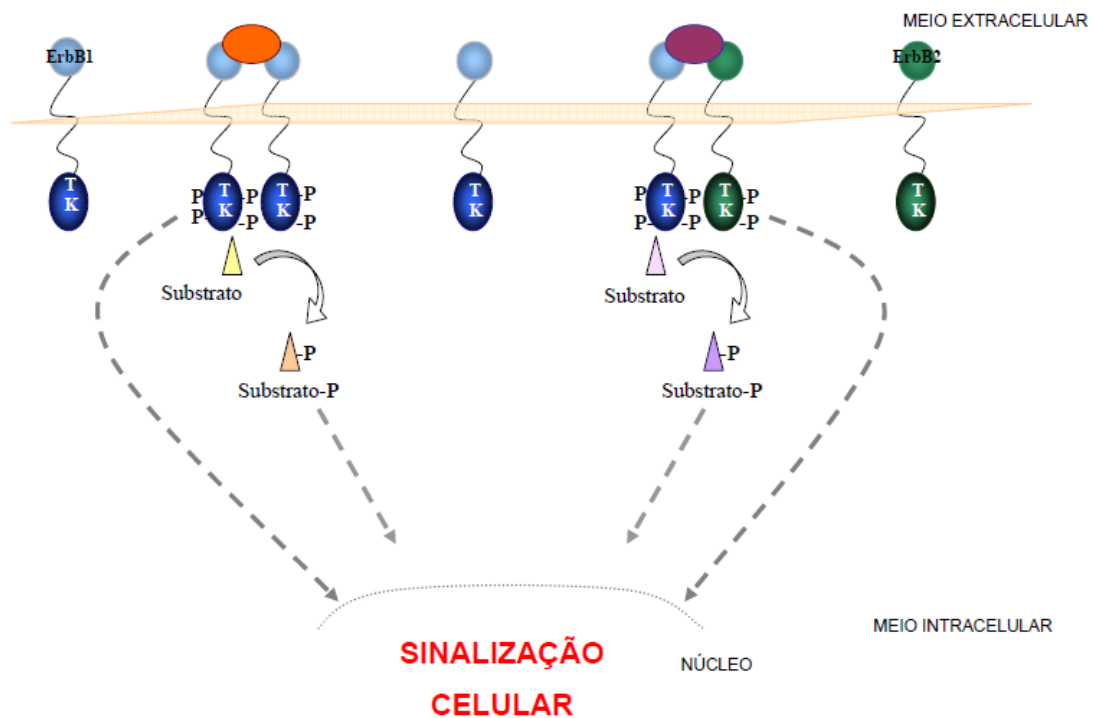 MEIO EXTRACELULAR
ErbB1
ErbB2
T
K
P
P-
T
K
-P
-P
T
K
-P
-P
T
K
P
P-
T
K
-P
-P
T
K
-P
-P
T
K
Substrato
Substrato
-P
Substrato-P
-P
Substrato-P
MEIO INTRACELULAR
SINALIZAÇÃO
CELULAR
NÚCLEO